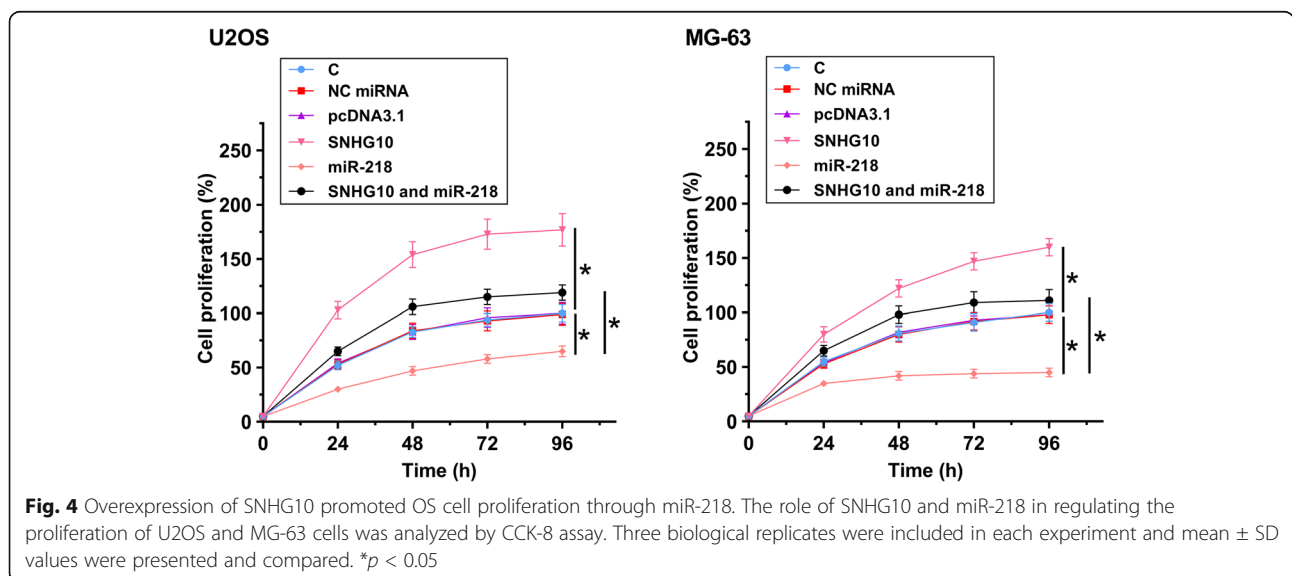 U2OS
C
NC miRNA
pcDNA3.1
SNHG10
miR-218
SNHG10 and miR-218
Cell proliferation (%)
250
200
150
100
50
0
0 24 48 72 96
Time (h)
*
*
*
MG-63
C
NC miRNA
pcDNA3.1
SNHG10
miR-218
SNHG10 and miR-218
Cell proliferation (%)
250
200
150
100
50
0
0 24 48 72 96
Time (h)
*
*
*
Fig. 4 Overexpression of SNHG10 promoted OS cell proliferation through miR-218. The role of SNHG10 and miR-218 in regulating the
proliferation of U2OS and MG-63 cells was analyzed by CCK-8 assay. Three biological replicates were included in each experiment and mean ± SD
values were presented and compared. *p < 0.05